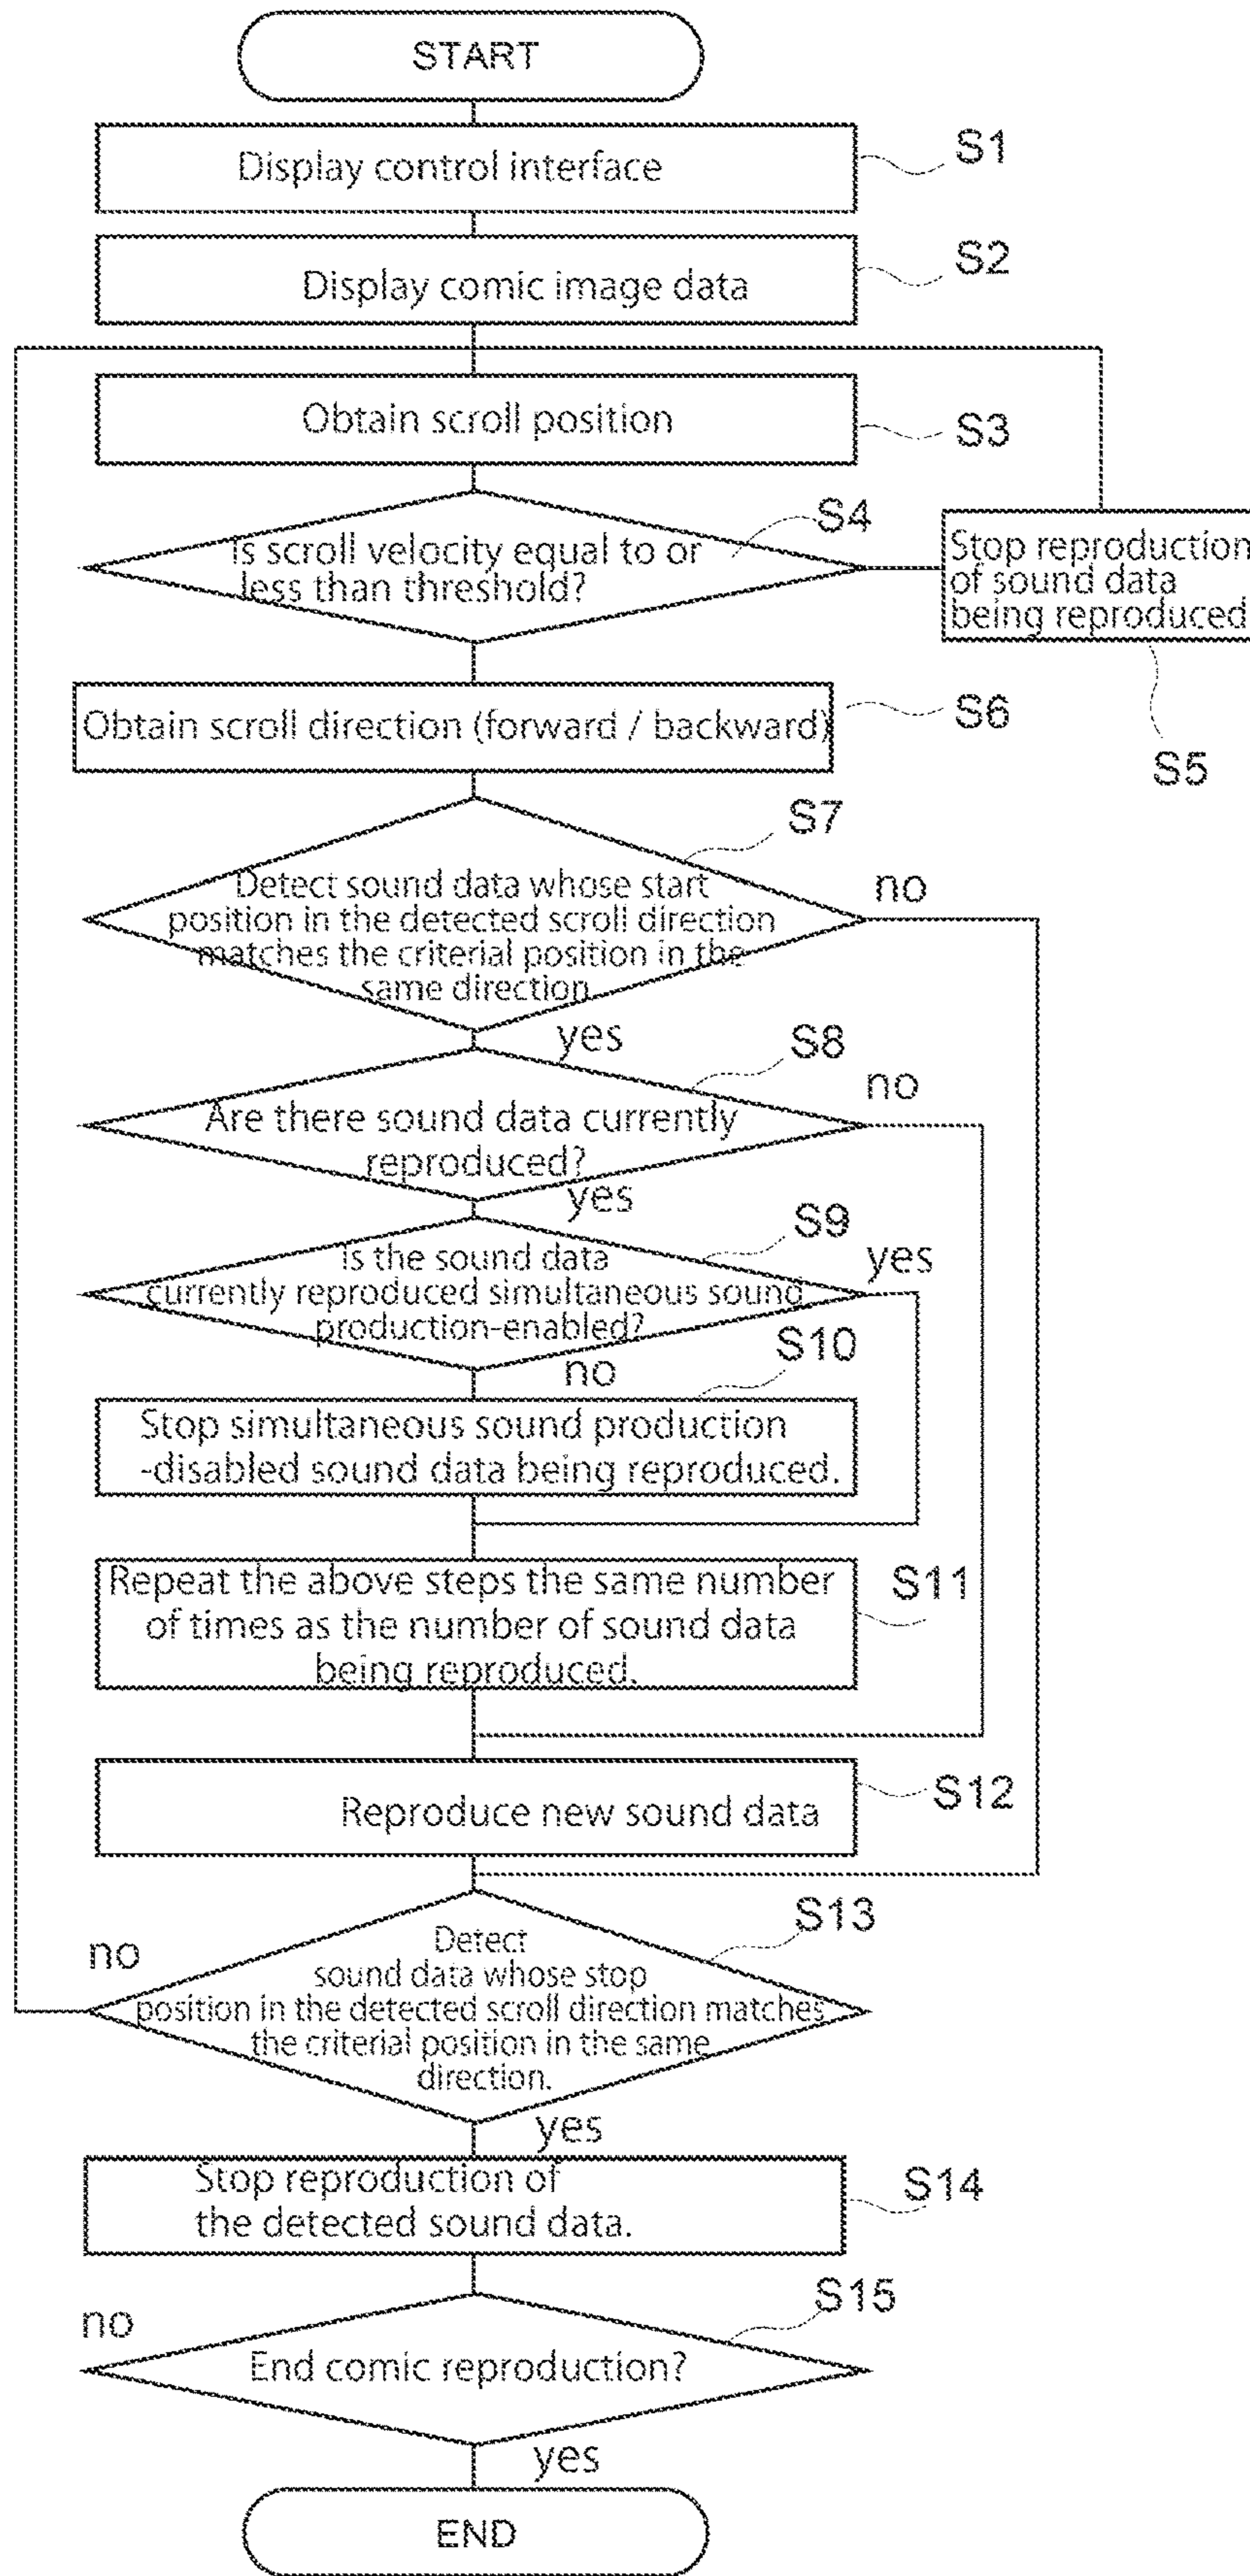 START
Display control interface
S1
Display comic image data
S2
Obtain scroll position
S3
Is scroll velocity equal to or
less than threshold?
S4
Stop reproduction
of sound data
being reproduced
S5
Obtain scroll direction (forward / backward)
S6
Detect sound data whose start
position in the detected scroll direction
matches the criterial position in the
same direction
S7
no
yes
Are there sound data currently
reproduced?
S8
no
yes
Is the sound data
currently reproduced simultaneous sound
production-enabled?
S9
yes
no
Stop simultaneous sound production
-disabled sound data being reproduced.
S10
Repeat the above steps the same number
of times as the number of sound data
being reproduced.
S11
Reproduce new sound data
S12
Detect
sound data whose stop
position in the detected scroll direction matches
the criterial position in the same
direction.
S13
no
yes
Stop reproduction of
the detected sound data.
S14
End comic reproduction?
S15
no
yes
END